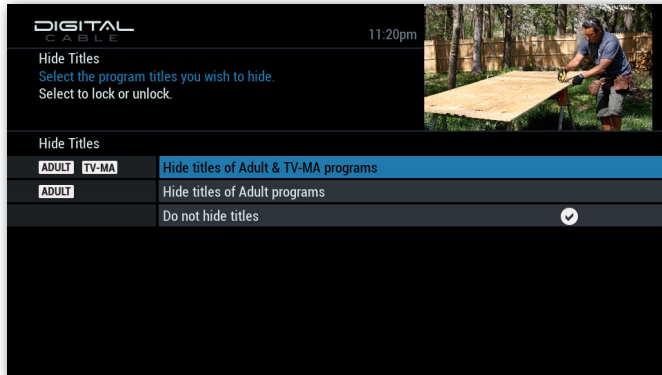 DIGITAL
CABLE
11:20pm
Hide Titles
Select the program titles you wish to hide.
Select to lock or unlock.
Hide Titles
ADULT TV-MA Hide titles of Adult & TV-MA programs
ADULT Hide titles of Adult programs
Do not hide titles